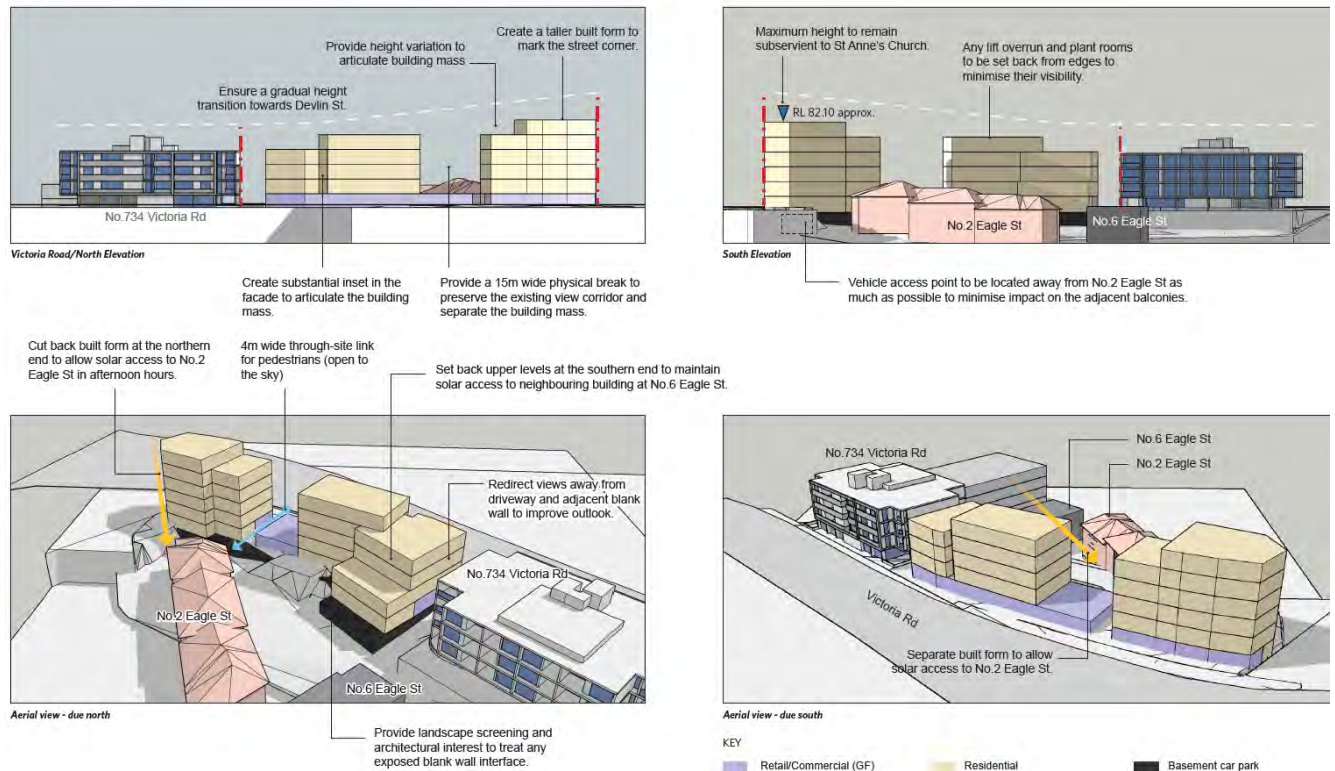 Provide height variation to
articulate building mass
Create a taller built form to
mark the street corner.
Ensure a gradual height
transition towards Devlin St.
No.734 Victoria Rd
Victoria Road/North Elevation
Create substantial inset in the
facade to articulate the building
mass.
Provide a 15m wide physical break to
preserve the existing view corridor and
separate the building mass.
Maximum height to remain
subservient to St Anne's Church.
Any lift overrun and plant rooms
to be set back from edges to
minimise their visibility.
RL 82.10 approx.
No.2 Eagle St
No.6 Eagle St
South Elevation
Vehicle access point to be located away from No.2 Eagle St as
much as possible to minimise impact on the adjacent balconies.
Cut back built form at the northern
end to allow solar access to No.2
Eagle St in afternoon hours.
4m wide through-site link
for pedestrians (open to
the sky)
Set back upper levels at the southern end to maintain
solar access to neighbouring building at No.6 Eagle St.
Redirect views away from
driveway and adjacent blank
wall to improve outlook.
No.734 Victoria Rd
No.2 Eagle St
No.6 Eagle St
Aerial view - due north
Provide landscape screening and
architectural interest to treat any
exposed blank wall interface.
No.6 Eagle St
No.2 Eagle St
No.734 Victoria Rd
Victoria Rd
Separate built form to allow
solar access to No.2 Eagle St.
Aerial view - due south
KEY
Retail/Commercial (GF)
Residential
Basement car park